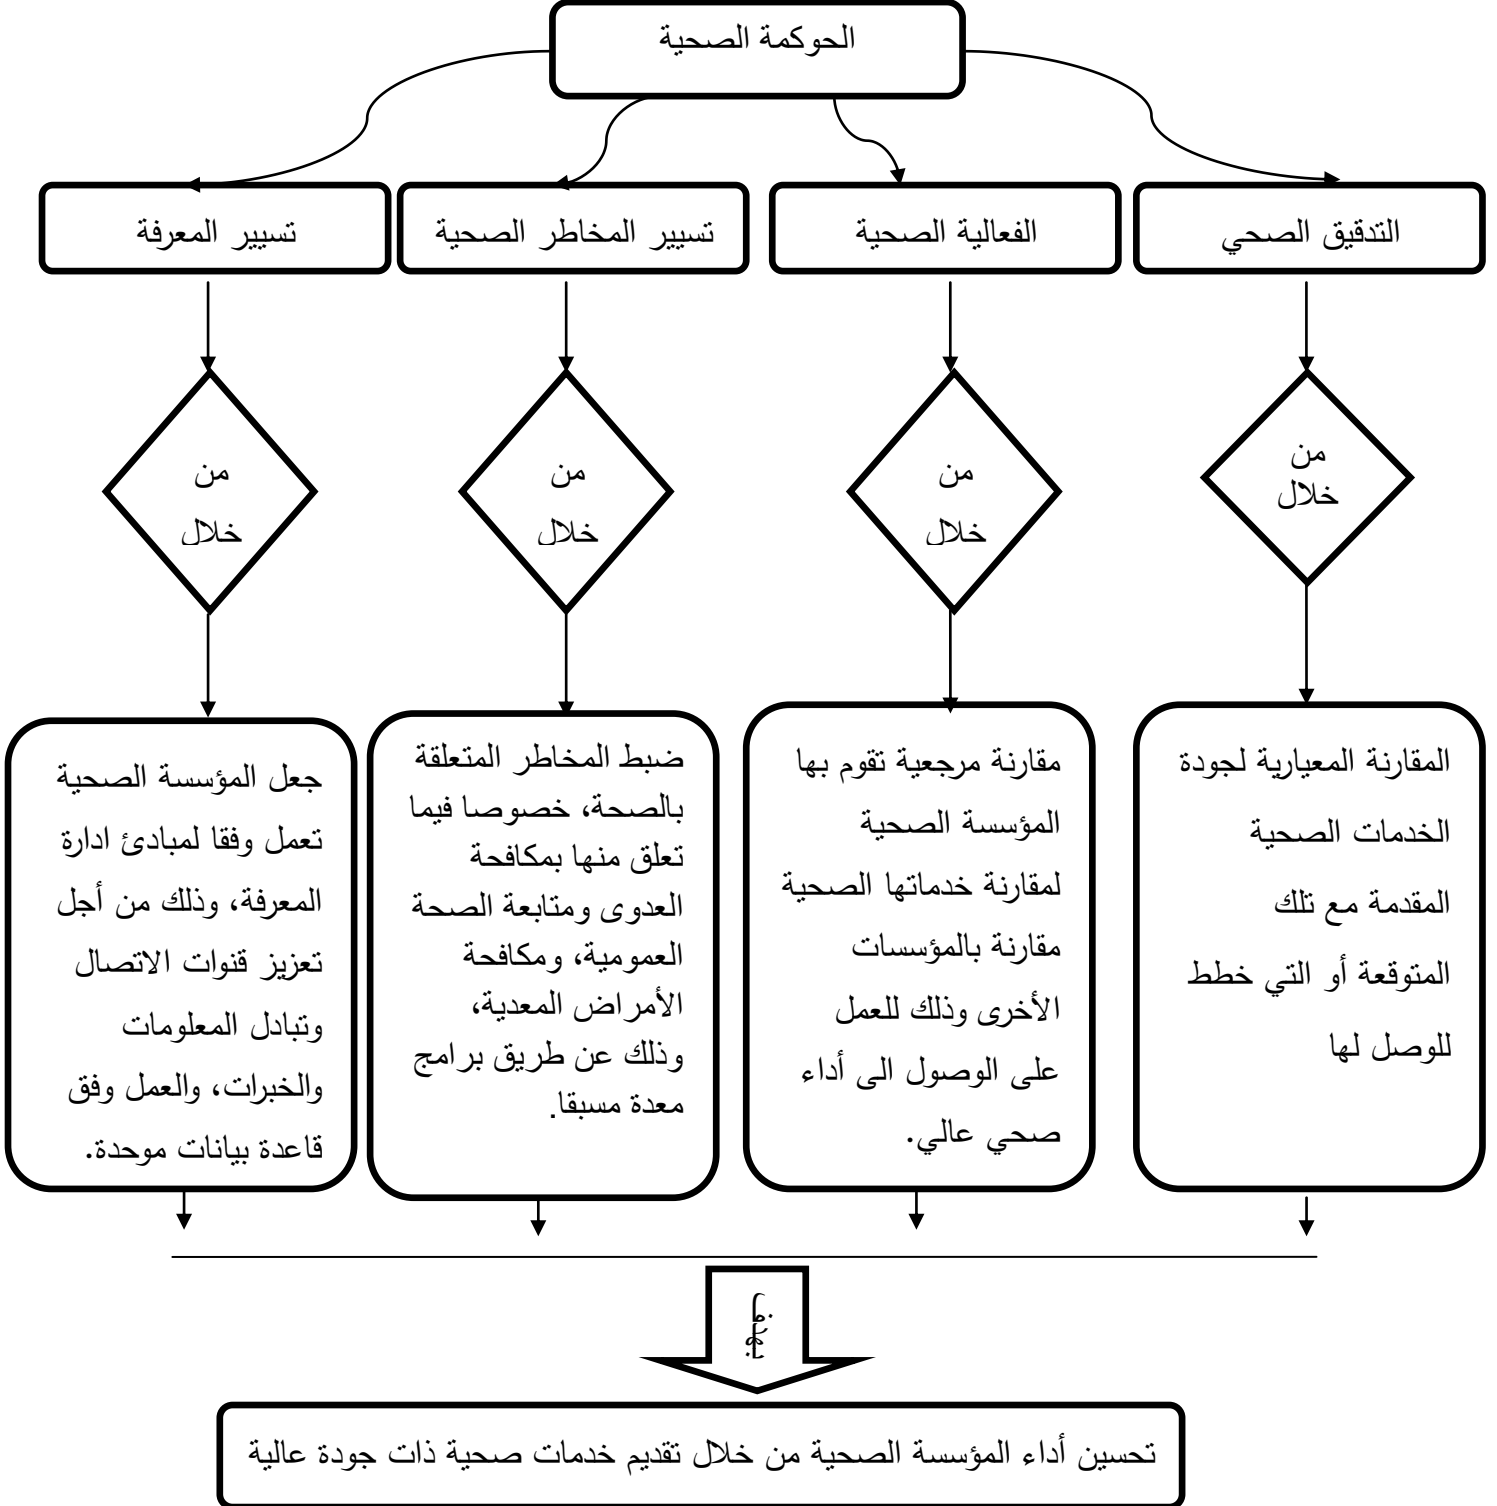 الحوكمة الصحية
التدقيق الصحي
الفعالية الصحية
تسيير المخاطر الصحية
تسيير المعرفة
من
خلال
من
خلال
من
خلال
من
خلال
المقارنة المعيارية لجودة
الخدمات الصحية
المقدمة مع تلك
المتوقعة أو التي خطط
للوصل لها
مقارنة مرجعية تقوم بها
المؤسسة الصحية
لمقارنة خدماتها الصحية
مقارنة بالمؤسسات
الأخرى وذلك للعمل
على الوصول الى أداء
صحي عالي.
ضبط المخاطر المتعلقة
بالصحة، خصوصا فيما
تعلق منها بمكافحة
العدوى ومتابعة الصحة
العمومية، ومكافحة
الأمراض المعدية،
وذلك عن طريق برامج
معدة مسبقا.
جعل المؤسسة الصحية
تعمل وفقا لمبادئ ادارة
المعرفة، وذلك من أجل
تعزيز قنوات الاتصال
وتبادل المعلومات
والخبرات، والعمل وفق
قاعدة بيانات موحدة.
بهدف
تحسين أداء المؤسسة الصحية من خلال تقديم خدمات صحية ذات جودة عالية